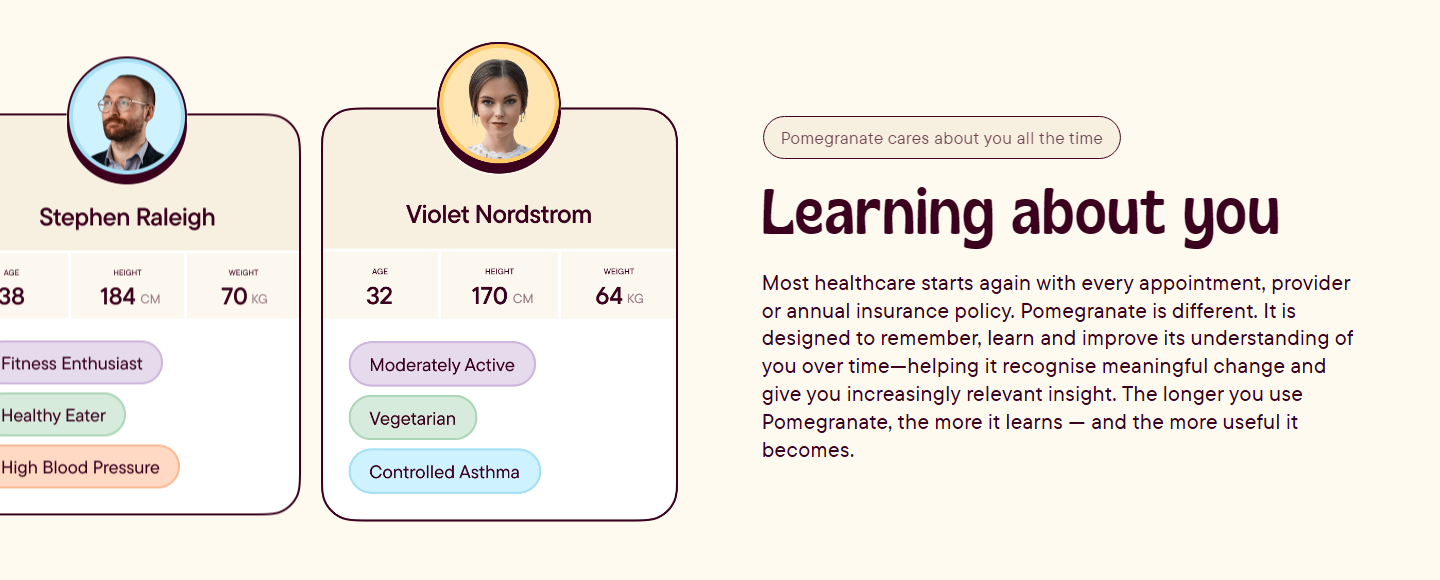 Stephen Raleigh
AGE
HEIGHT
WEIGHT
38
184 CM
70 KG
Fitness Enthusiast
Healthy Eater
High Blood Pressure
Violet Nordstrom
AGE
HEIGHT
WEIGHT
32
170 CM
64 KG
Moderately Active
Vegetarian
Controlled Asthma
Pomegranate cares about you all the time
Learning about you
Most healthcare starts again with every appointment, provider
or annual insurance policy. Pomegranate is different. It is
designed to remember, learn and improve its understanding of
you over time—helping it recognise meaningful change and
give you increasingly relevant insight. The longer you use
Pomegranate, the more it learns — and the more useful it
becomes.